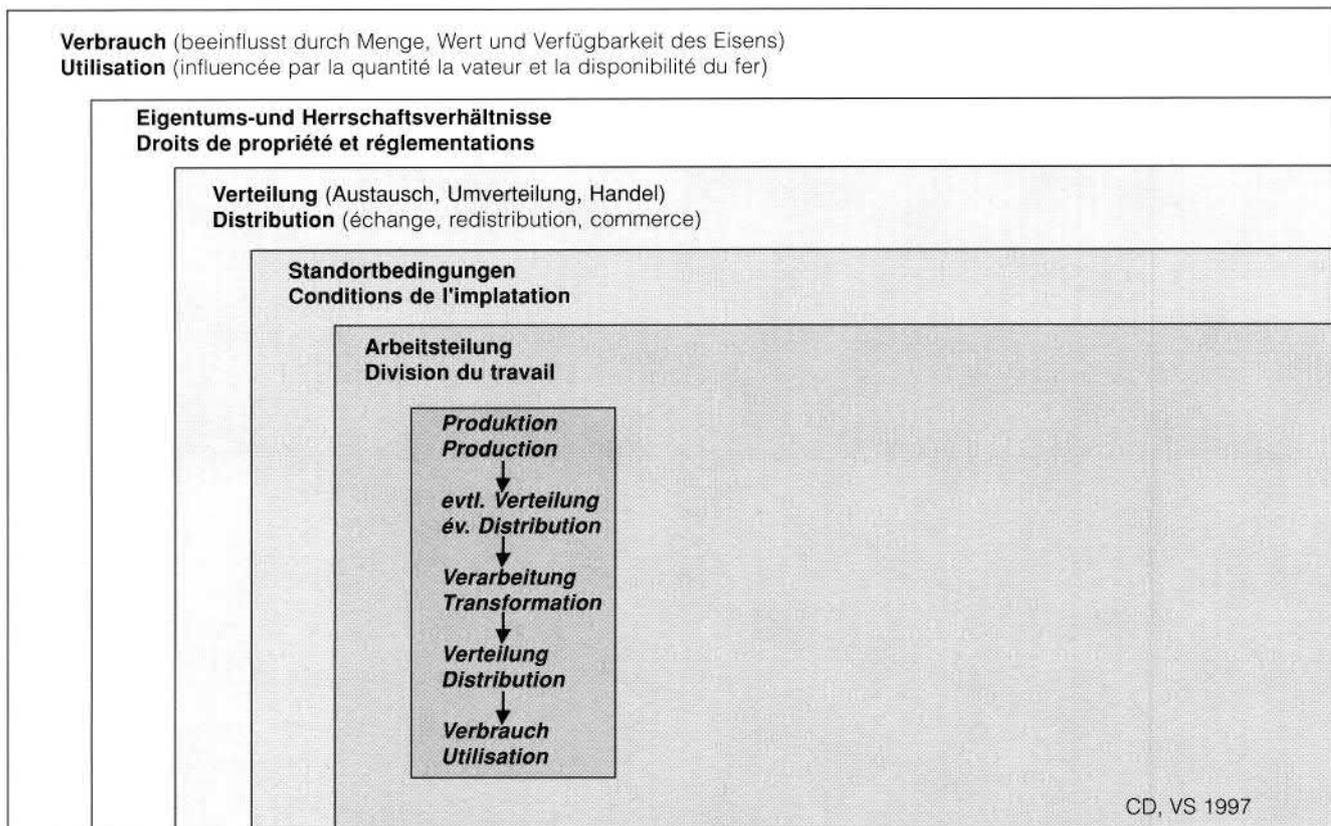 Verbrauch (beeinflusst durch Menge, Wert und Verfügbarkeit des Eisens)
Utilisation (influencée par la quantité la vateur et la disponibilité du fer)
Eigentums-und Herrschaftsverhältnisse
Droits de propriété et réglementations
Verteilung (Austausch, Umverteilung, Handel)
Distribution (échange, redistribution, commerce)
Standortbedingungen
Conditions de l'implatation
Arbeitsteilung
Division du travail
Produktion
Production
evtl. Verteilung
év. Distribution
Verarbeitung
Transformation
Verteilung
Distribution
Verbrauch
Utilisation
CD, VS 1997